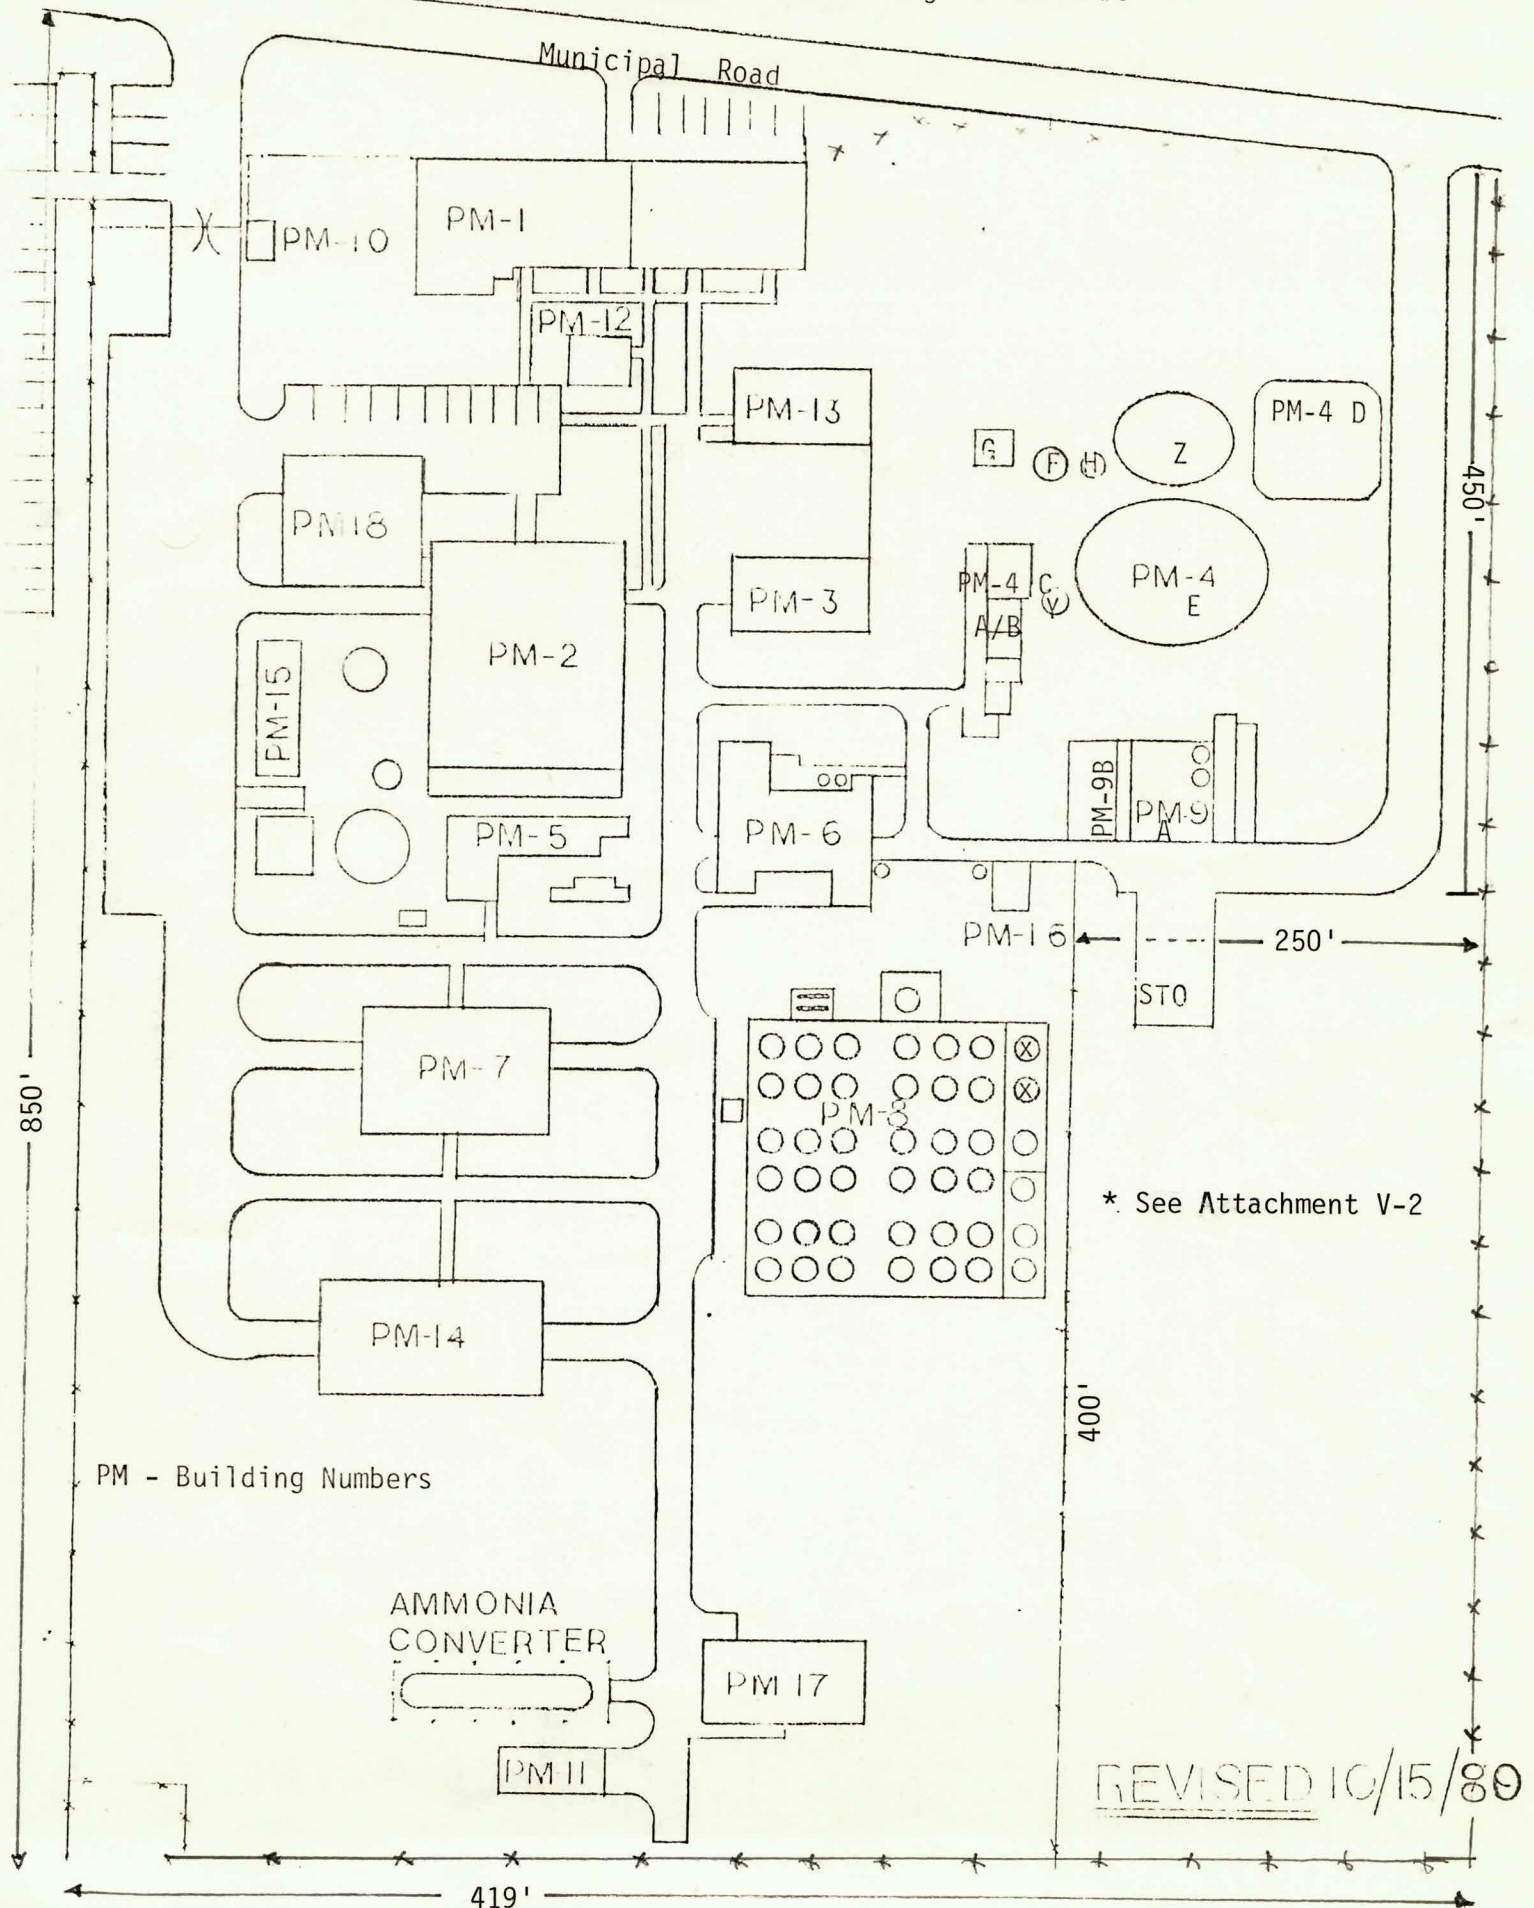 Municipal Road
PM-10
PM-1
PM-12
PM-13
PM-4 D
G
F
H
Z
450'
PM18
PM-4
E
PM-4 C
Y
A/B
PM-3
PM-2
PM-15
PM-5
PM-6
PM-9B
PM-9
A
PM-16
250'
STO
PM-7
X
X
PM-8
850'
* See Attachment V-2
PM-14
400'
PM - Building Numbers
AMMONIA
CONVERTER
PM 17
PM-11
REVISED 10/15/89
419'